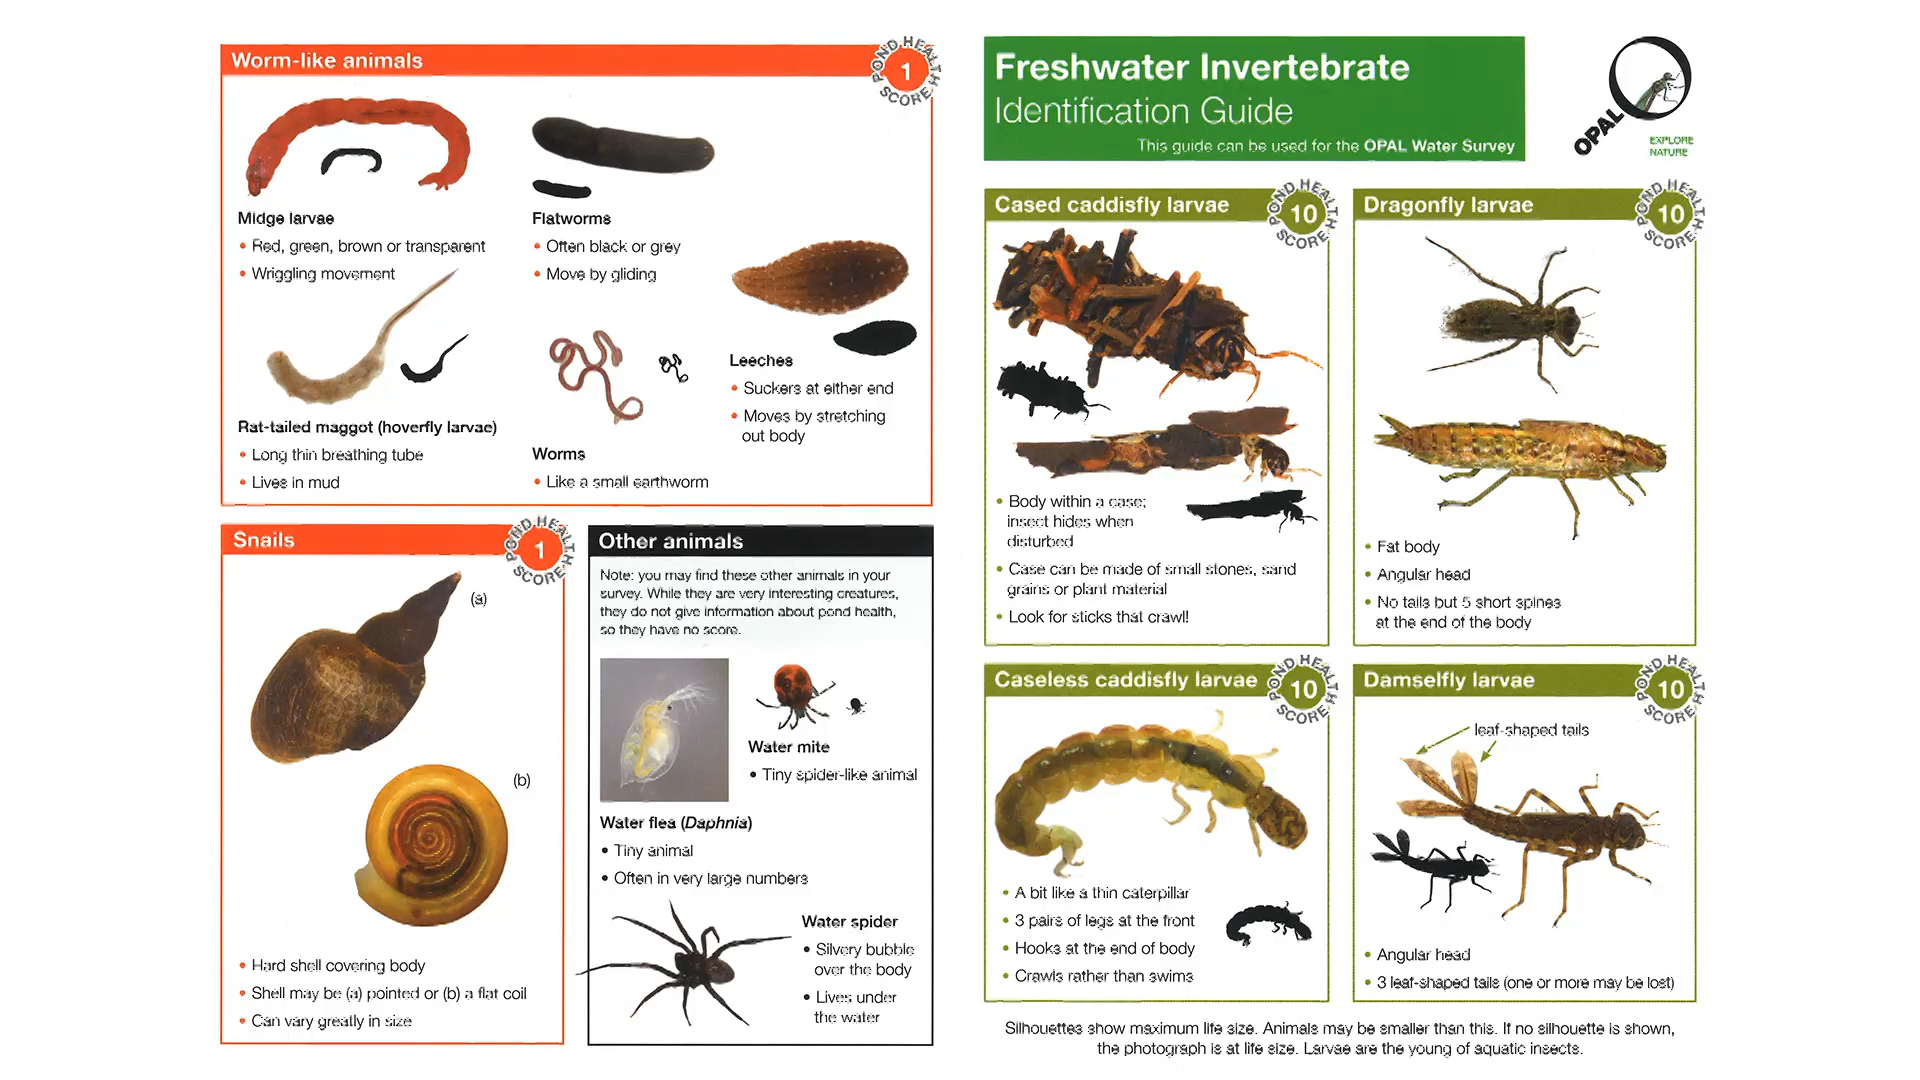 Worm-like animals
POND HEALTH SCORE
1
Midge larvae
• Red, green, brown or transparent
• Wriggling movement
Flatworms
• Often black or grey
• Move by gliding
Rat-tailed maggot (hoverfly larvae)
• Long thin breathing tube
• Lives in mud
Worms
• Like a small earthworm
Leeches
• Suckers at either end
• Moves by stretching
out body
Snails
POND HEALTH SCORE
1
(a)
(b)
• Hard shell covering body
• Shell may be (a) pointed or (b) a flat coil
• Can vary greatly in size
Other animals
Note: you may find these other animals in your
survey. While they are very interesting creatures,
they do not give information about pond health,
so they have no score.
Water mite
• Tiny spider-like animal
Water flea (Daphnia)
• Tiny animal
• Often in very large numbers
Water spider
• Silvery bubble
over the body
• Lives under
the water
Freshwater Invertebrate
Identification Guide
This guide can be used for the OPAL Water Survey
OPAL
EXPLORE
NATURE
Cased caddisfly larvae
POND HEALTH SCORE
10
• Body within a case;
insect hides when
disturbed
• Case can be made of small stones, sand
grains or plant material
• Look for sticks that crawl!
Dragonfly larvae
POND HEALTH SCORE
10
• Fat body
• Angular head
• No tails but 5 short spines
at the end of the body
Caseless caddisfly larvae
POND HEALTH SCORE
10
• A bit like a thin caterpillar
• 3 pairs of legs at the front
• Hooks at the end of body
• Crawls rather than swims
Damselfly larvae
POND HEALTH SCORE
10
leaf-shaped tails
• Angular head
• 3 leaf-shaped tails (one or more may be lost)
Silhouettes show maximum life size. Animals may be smaller than this. If no silhouette is shown,
the photograph is at life size. Larvae are the young of aquatic insects.